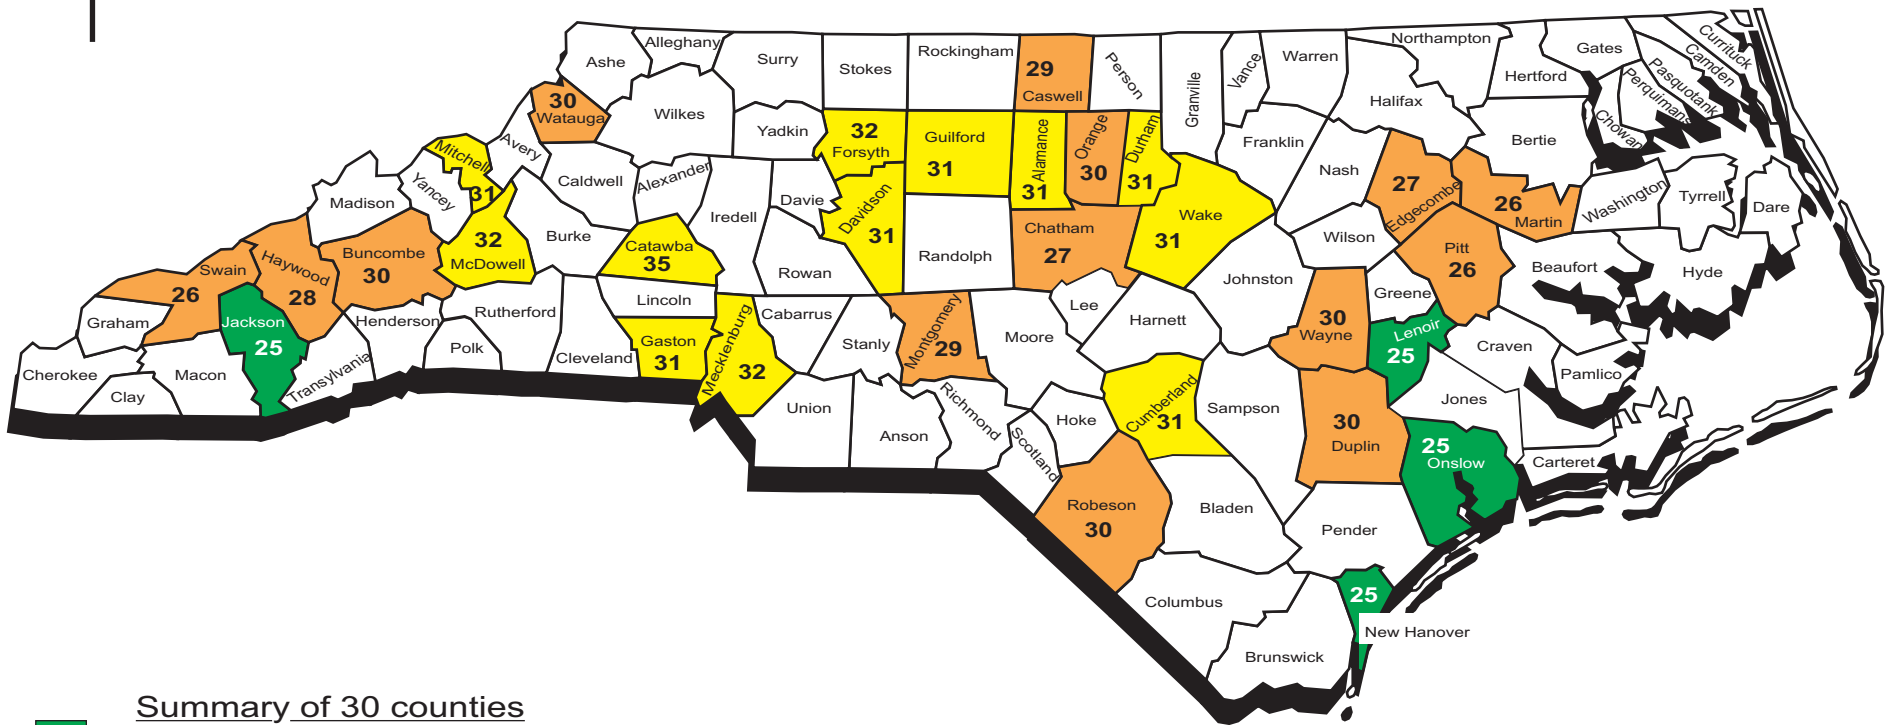 Ashe
Alleghany
Surry
Stokes
Rockingham
29
Caswell
Person
Granville
Vance
Warren
Northampton
Gates
Currituck
Camden
Pasquotank
Perquimans
Chowan
Hertford
Halifax
Bertie
30
Watauga
Wilkes
Yadkin
32
Forsyth
Guilford
31
Alamance
31
Orange
30
Durham
31
Franklin
Nash
27
Edgecombe
26
Martin
Washington
Tyrrell
Dare
Mitchell
31
Avery
Yancey
Madison
Caldwell
Alexander
Iredell
Davie
Davidson
31
Randolph
Chatham
27
Wake
31
Wilson
Pitt
26
Beaufort
Hyde
Swain
26
Haywood
28
Buncombe
30
32
McDowell
Burke
Catawba
35
Rowan
Johnston
Greene
Graham
Jackson
25
Henderson
Rutherford
Lincoln
Mecklenburg
32
Cabarrus
Stanly
Montgomery
29
Moore
Lee
Harnett
30
Wayne
Lenoir
25
Craven
Pamlico
Cherokee
Clay
Macon
Transylvania
Polk
Cleveland
Gaston
31
Union
Anson
Richmond
Scotland
Hoke
Cumberland
31
Sampson
30
Duplin
Jones
25
Onslow
Carteret
Robeson
30
Bladen
Pender
Columbus
Brunswick
25
New Hanover
Summary of 30 counties